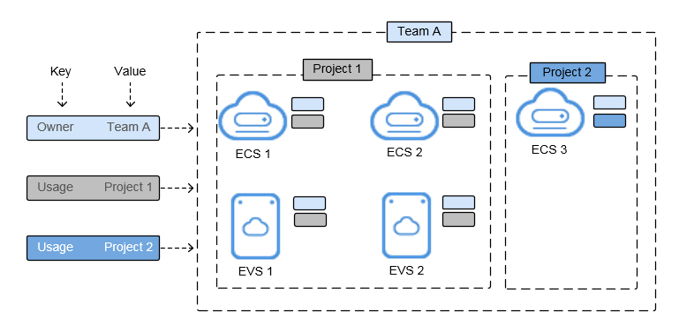 Team A
Key Value
Project 1
Project 2
Owner Team A
ECS 1
ECS 2
ECS 3
Usage Project 1
Usage Project 2
EVS 1
EVS 2